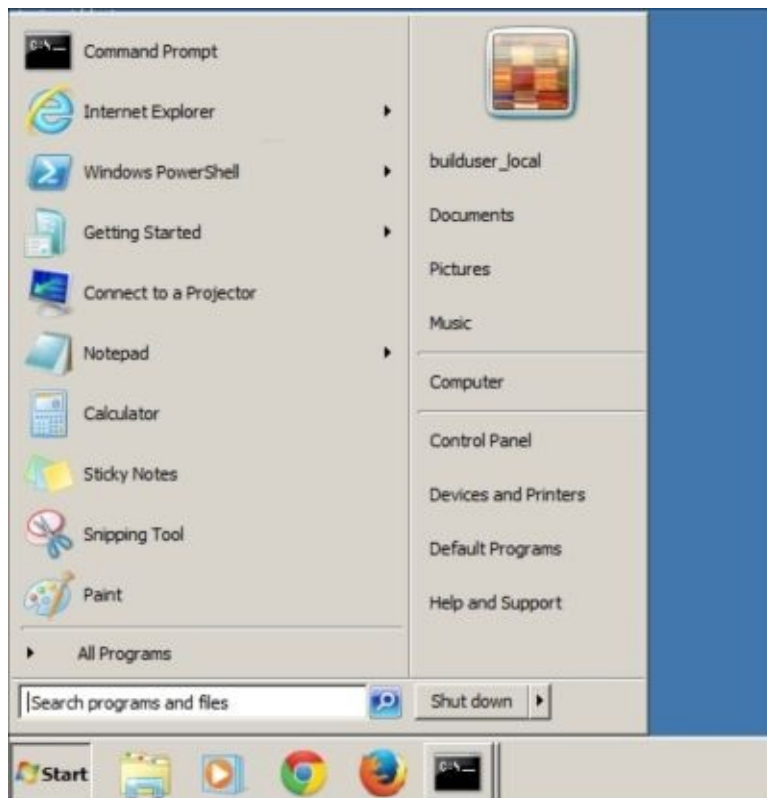 Command Prompt
Internet Explorer
Windows PowerShell
Getting Started
Connect to a Projector
Notepad
Calculator
Sticky Notes
Snipping Tool
Paint
All Programs
Search programs and files
builduser_local
Documents
Pictures
Music
Computer
Control Panel
Devices and Printers
Default Programs
Help and Support
Shut down
Start